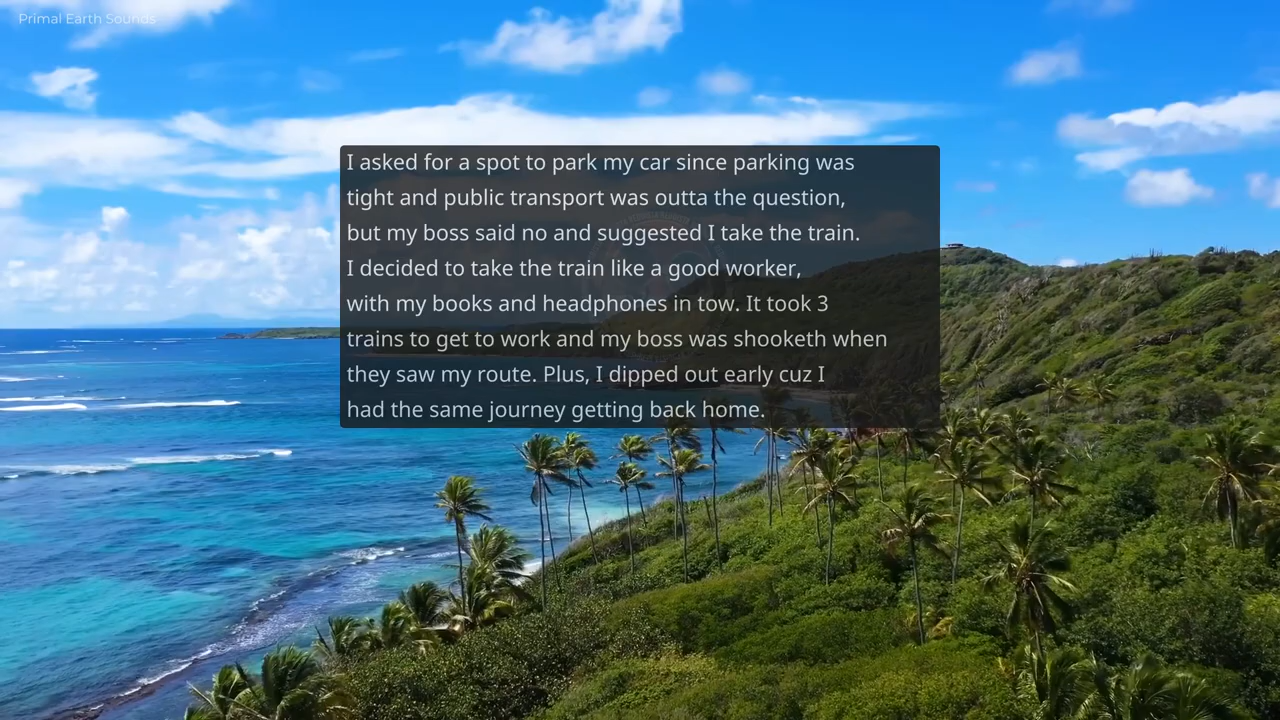 Primal Earth Sounds
I asked for a spot to park my car since parking was
tight and public transport was outta the question,
but my boss said no and suggested I take the train.
I decided to take the train like a good worker,
with my books and headphones in tow. It took 3
trains to get to work and my boss was shooketh when
they saw my route. Plus, I dipped out early cuz I
had the same journey getting back home.